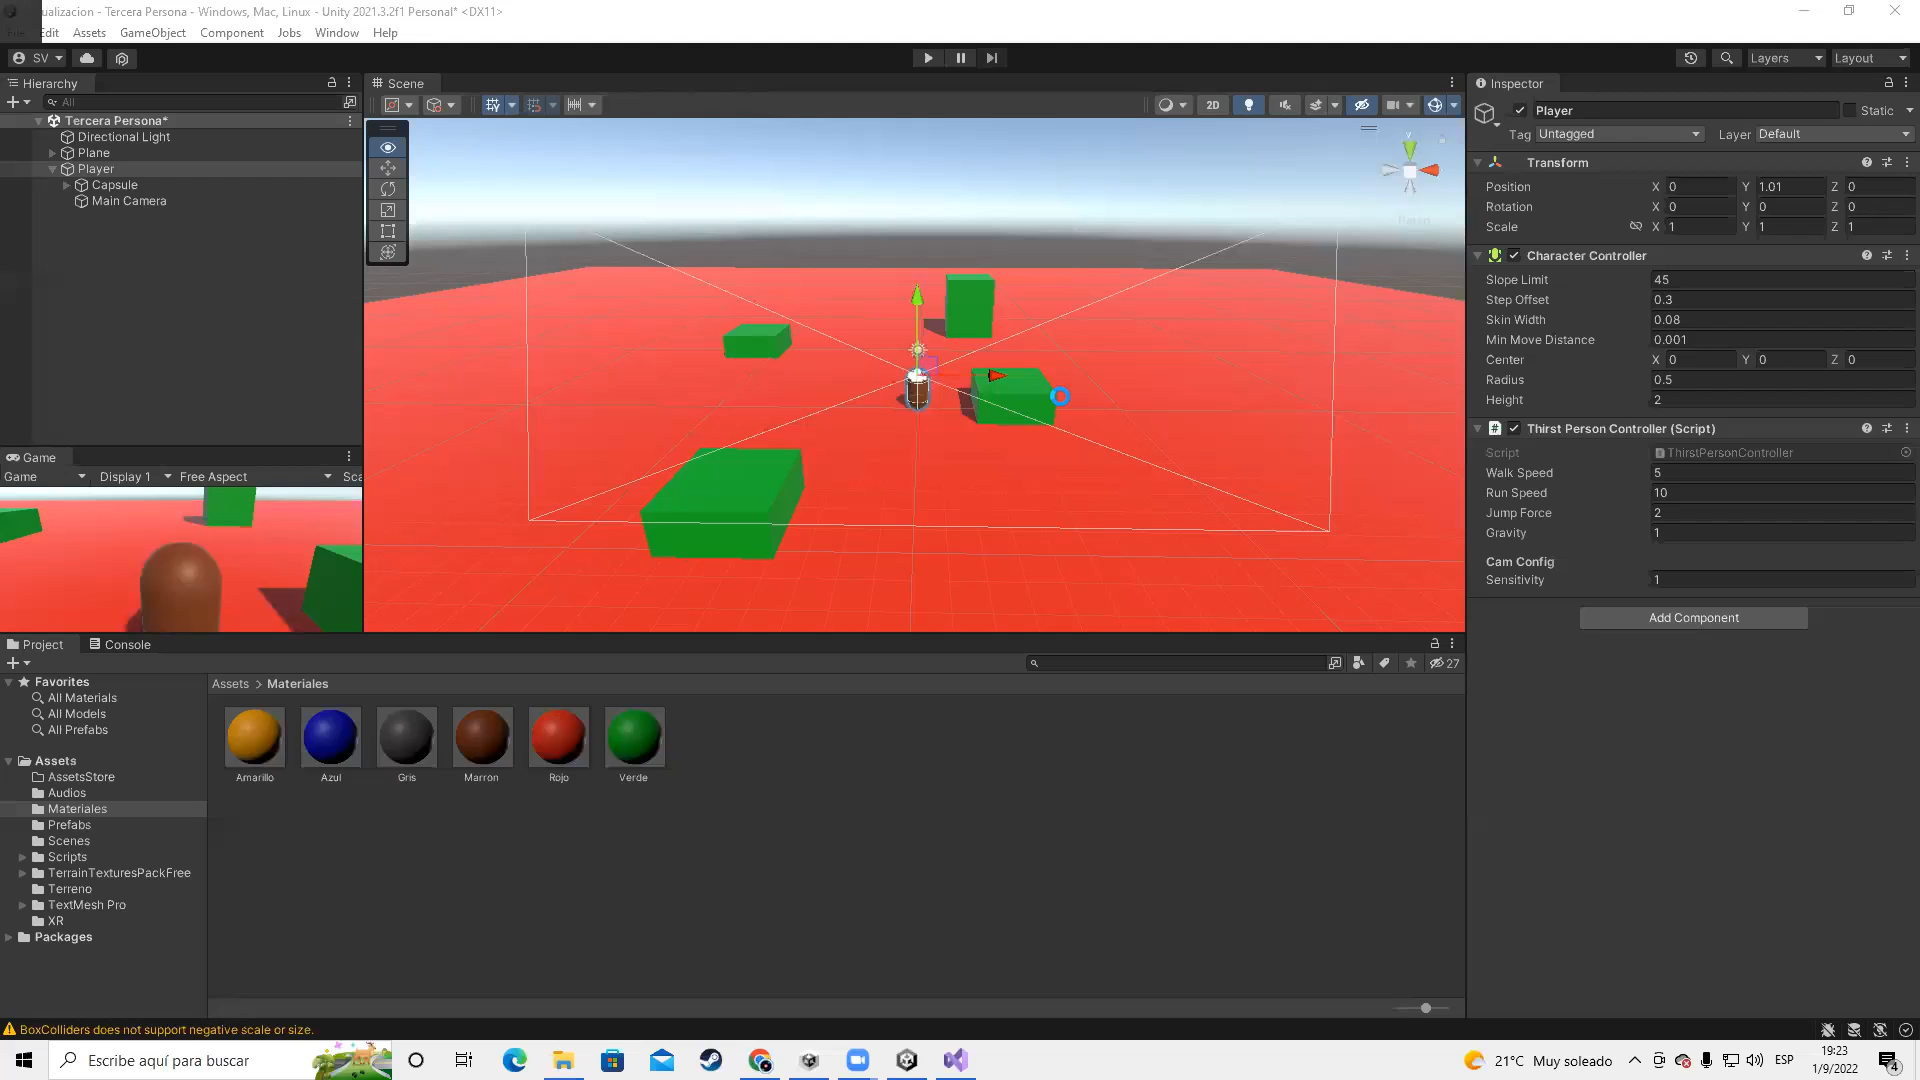 ualizacion - Tercera Persona - Windows, Mac, Linux - Unity 2021.3.2f1 Personal* <DX11>
File Edit Assets GameObject Component Jobs Window Help
SV
Layers Layout
Hierarchy
All
Tercera Persona*
Directional Light
Plane
Player
Capsule
Main Camera
Game
Game Display 1 Free Aspect Sca
Scene
2D
Y
Persp
Inspector
Player Static
Tag Untagged Layer Default
Transform
Position X 0 Y 1.01 Z 0
Rotation X 0 Y 0 Z 0
Scale X 1 Y 1 Z 1
Character Controller
Slope Limit 45
Step Offset 0.3
Skin Width 0.08
Min Move Distance 0.001
Center X 0 Y 0 Z 0
Radius 0.5
Height 2
# Thirst Person Controller (Script)
Script ThirstPersonController
Walk Speed 5
Run Speed 10
Jump Force 2
Gravity 1
Cam Config
Sensitivity 1
Add Component
Project Console
27
Favorites
All Materials
All Models
All Prefabs
Assets
AssetsStore
Audios
Materiales
Prefabs
Scenes
Scripts
TerrainTexturesPackFree
Terreno
TextMesh Pro
XR
Packages
Assets > Materiales
Amarillo Azul Gris Marron Rojo Verde
BoxColliders does not support negative scale or size.
Escribe aquí para buscar
21°C Muy soleado ESP 19:23
1/9/2022
4